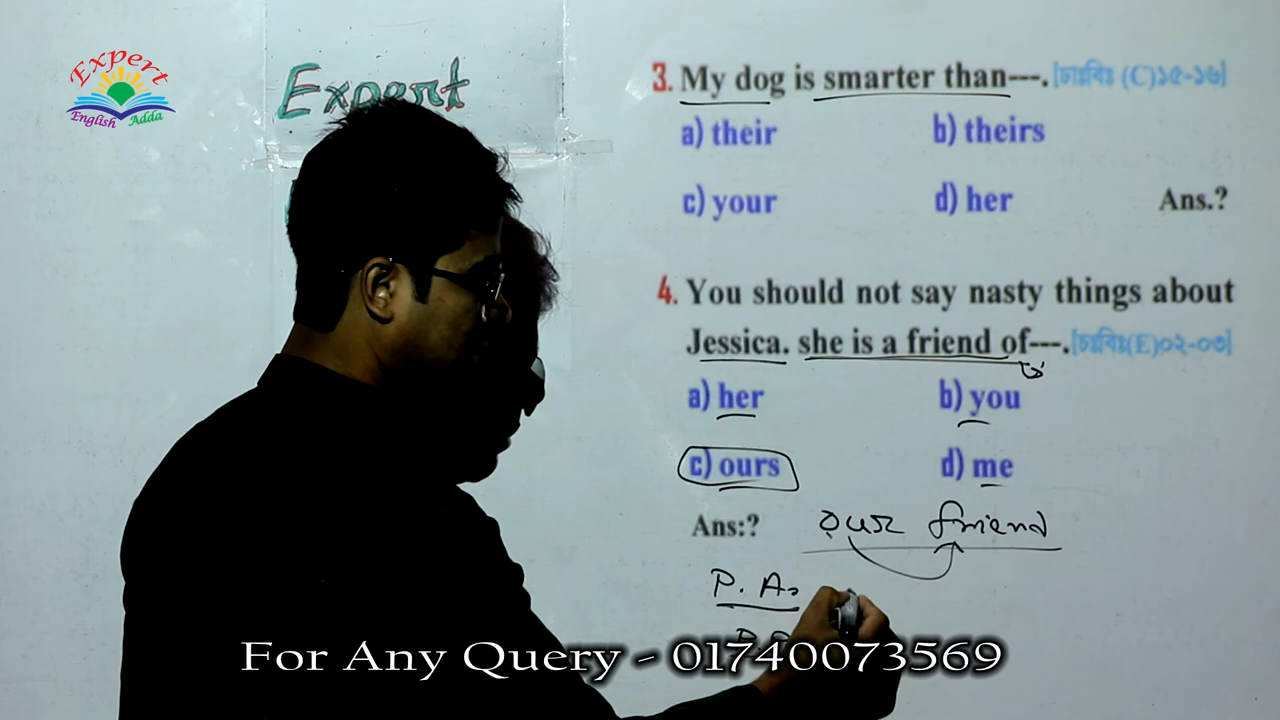 Expert
English Adda
Expert
3. My dog is smarter than---. [ঢাঃবিঃ (C)১৫-১৬]
a) their b) theirs
c) your d) her Ans.?
4. You should not say nasty things about
Jessica. she is a friend of---. [চঃবিঃ(E)০২-০৩]
a) her b) you
c) ours d) me
Ans:? our friend
P. A.
For Any Query - 01740073569